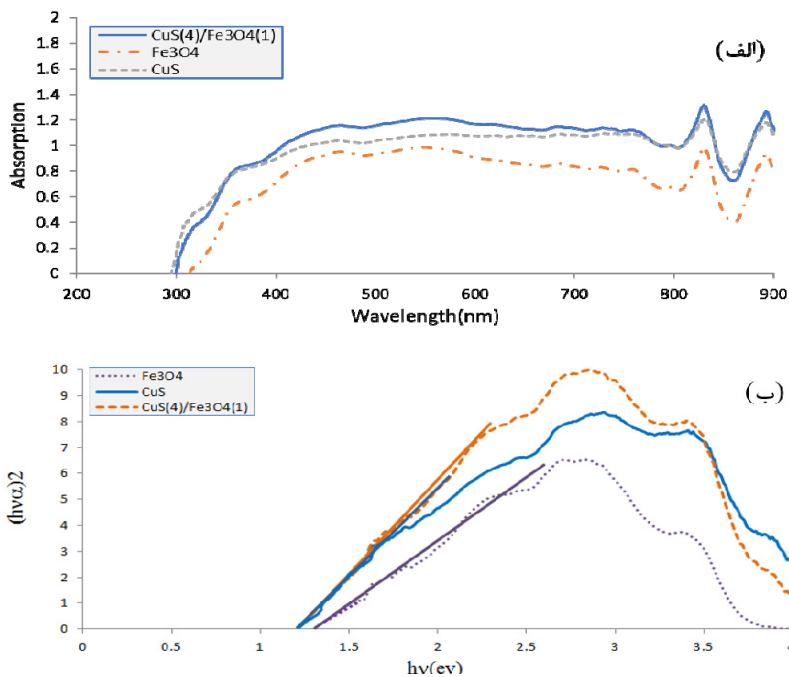 2
1.8
1.6
1.4
1.2
1
0.8
0.6
0.4
0.2
C
Absorption
CuS(4)/Fe3O4(1)
Fe3O4
CuS
(الف)
200 300 400 500 600 700 800 900
Wavelength(nm)
10
9
8
7
6
5
4
3
2
1
0
(hνα)2
Fe3O4
CuS
CuS(4)/Fe3O4(1)
(ب)
0 0.5 1 1.5 2 2.5 3 3.5 4
hν(ev)